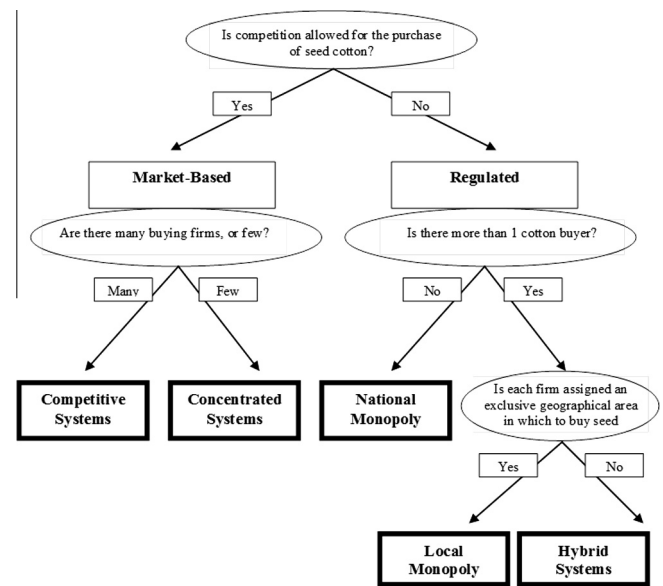 Is competition allowed for the purchase
of seed cotton?
Yes
No
Market-Based
Regulated
Are there many buying firms, or few?
Is there more than 1 cotton buyer?
Many
Few
No
Yes
Competitive
Systems
Concentrated
Systems
National
Monopoly
Is each firm assigned an
exclusive geographical area
in which to buy seed
Yes
No
Local
Monopoly
Hybrid
Systems